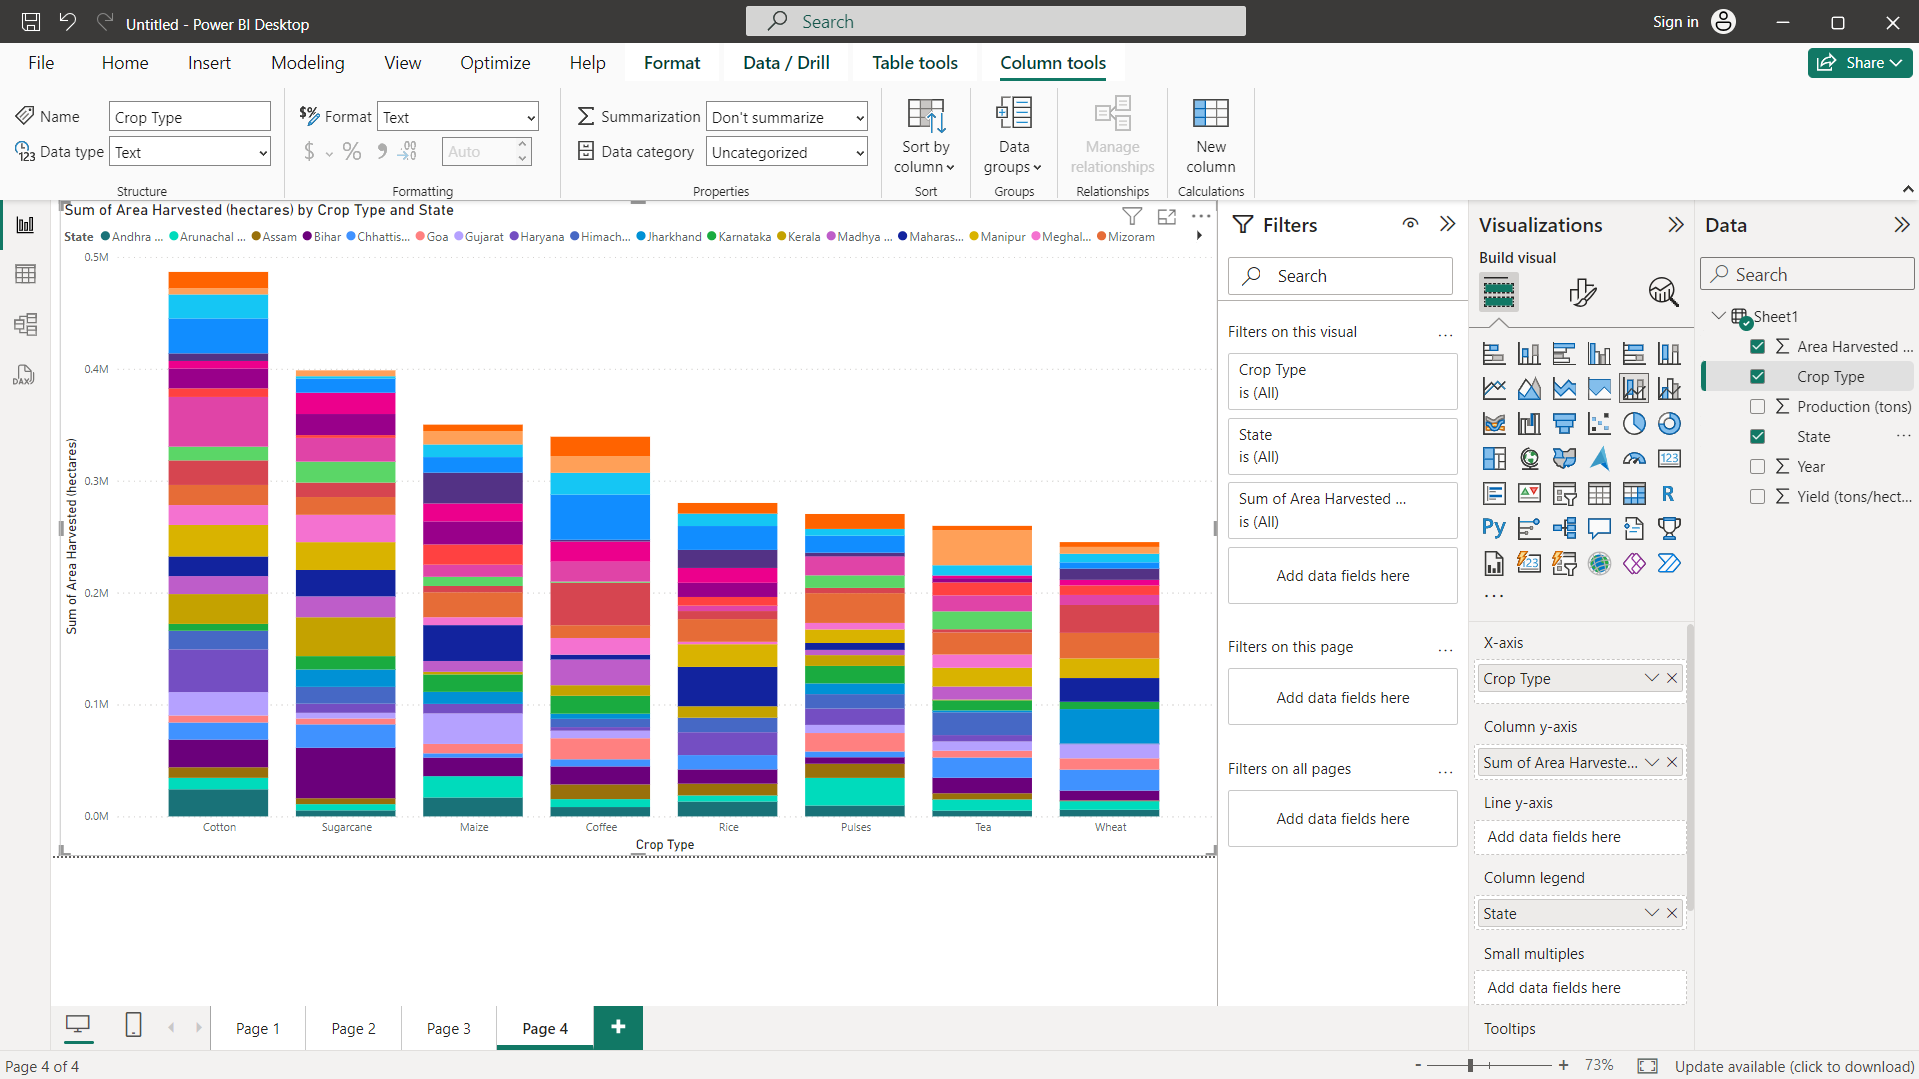 Untitled - Power BI Desktop
Search
Sign in
File
Home
Insert
Modeling
View
Optimize
Help
Format
Data / Drill
Table tools
Column tools
Share
Name
Crop Type
Data type
Text
Structure
Format
Text
$ % 9 .00
Auto
Formatting
Summarization
Don't summarize
Data category
Uncategorized
Properties
Sort by
column
Sort
Data
groups
Groups
Manage
relationships
Relationships
New
column
Calculations
Sum of Area Harvested (hectares) by Crop Type and State
State Andhra ... Arunachal ... Assam Bihar Chhattis... Goa Gujarat Haryana Himach... Jharkhand Karnataka Kerala Madhya ... Maharas... Manipur Meghal... Mizoram
0.5M
0.4M
0.3M
0.2M
0.1M
0.0M
Sum of Area Harvested (hectares)
Cotton Sugarcane Maize Coffee Rice Pulses Tea Wheat
Crop Type
Filters
Search
Filters on this visual
Crop Type
is (All)
State
is (All)
Sum of Area Harvested ...
is (All)
Add data fields here
Filters on this page
Add data fields here
Filters on all pages
Add data fields here
Visualizations
Build visual
123
R
Py
123
X-axis
Crop Type
Column y-axis
Sum of Area Harveste...
Line y-axis
Add data fields here
Column legend
State
Small multiples
Add data fields here
Tooltips
Data
Search
Sheet1
Area Harvested ...
Crop Type
Production (tons)
State
Year
Yield (tons/hect...
DAX
Page 1
Page 2
Page 3
Page 4
Page 4 of 4
- + 73%
Update available (click to download)